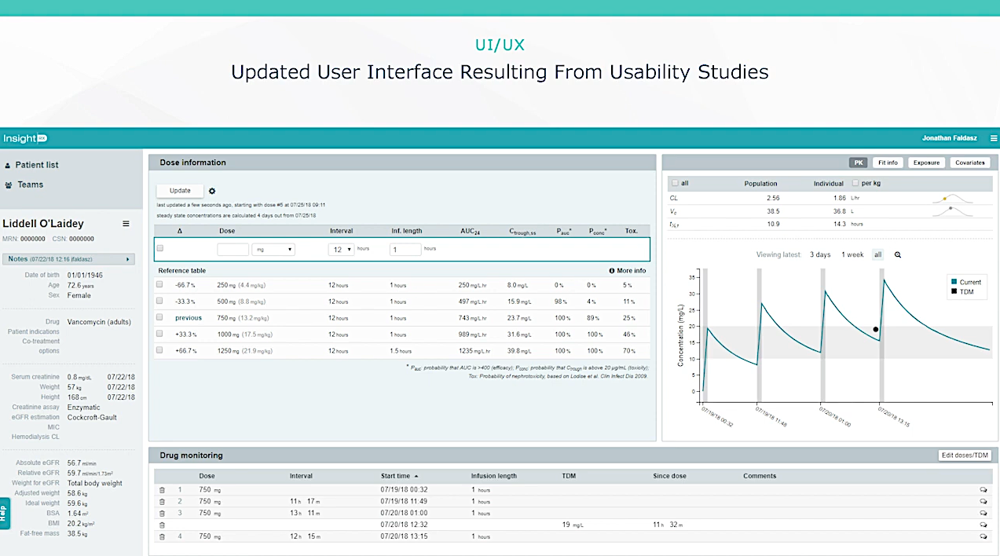 UI/UX
Updated User Interface Resulting From Usability Studies
InsightRX
Jonathan Faldasz
Patient list
Teams
Liddell O'Laidey
MRN: 0000000 CSN: 0000000
Notes (07/22/18 12:16 jfaldasz)
Date of birth 01/01/1946
Age 72.6 years
Sex Female
Drug Vancomycin (adults)
Patient indications
Co-treatment
options
Serum creatinine 0.8 mg/dL 07/22/18
Weight 57 kg 07/22/18
Height 168 cm 07/22/18
Creatinine assay Enzymatic
eGFR estimation Cockcroft-Gault
MIC
Hemodialysis CL
Absolute eGFR 56.7 ml/min
Relative eGFR 59.7 ml/min/1.73m²
Weight for eGFR Total body weight
Adjusted weight 58.6 kg
Ideal weight 59.6 kg
BSA 1.64 m²
BMI 20.2 kg/m²
Fat-free mass 38.5 kg
Help
Dose information
Update
last updated a few seconds ago, starting with dose #5 at 07/25/18 09:11
steady state concentrations are calculated 4 days out from 07/25/18
Δ Dose Interval Inf. length AUC24 Ctrough,ss Pauc* Pconc* Tox.
mg 12 hours 1 hours
Reference table More info
-66.7 % 250 mg (4.4 mg/kg) 12 hours 1 hours 250 mg/L.hr 8.0 mg/L 0 % 0 % 5 %
-33.3 % 500 mg (8.8 mg/kg) 12 hours 1 hours 497 mg/L.hr 15.9 mg/L 98 % 4 % 11 %
previous 750 mg (13.2 mg/kg) 12 hours 1 hours 743 mg/L.hr 23.7 mg/L 100 % 89 % 25 %
+33.3 % 1000 mg (17.5 mg/kg) 12 hours 1 hours 989 mg/L.hr 31.6 mg/L 100 % 100 % 46 %
+66.7 % 1250 mg (21.9 mg/kg) 12 hours 1.5 hours 1235 mg/L.hr 39.8 mg/L 100 % 100 % 70 %
* Pauc: probability that AUC is >400 (efficacy); Pconc: probability that Ctrough is above 20 µg/mL (toxicity);
Tox: Probability of nephrotoxicity, based on Lodise et al. Clin Infect Dis 2009.
PK Fit info Exposure Covariates
all Population Individual per kg
CL 2.56 1.86 L/hr
Vc 38.5 36.8 L
t½,τ 10.9 14.3 hours
Viewing latest: 3 days 1 week all
Current
TDM
Concentration (mg/L)
35
30
25
20
15
10
5
0
07/19/18 00:32
07/19/18 11:48
07/20/18 01:00
07/20/18 13:15
Drug monitoring
Edit doses/TDM
Dose Interval Start time Infusion length TDM Since dose Comments
1 750 mg 07/19/18 00:32 1 hours
2 750 mg 11 h 17 m 07/19/18 11:49 1 hours
3 750 mg 13 h 11 m 07/20/18 01:00 1 hours
07/20/18 12:32 19 mg/L 11 h 32 m
4 750 mg 12 h 15 m 07/20/18 13:15 1 hours